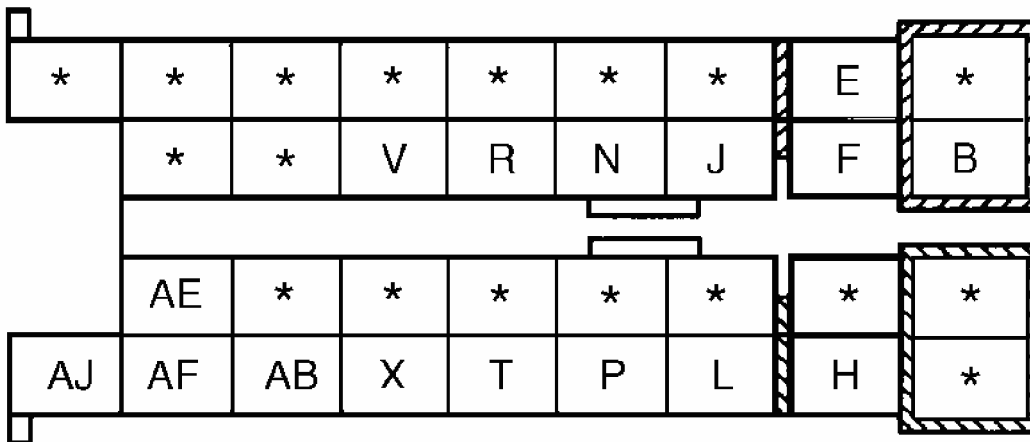 * * * * * * * E *
* * V R N J F B
AE * * * * * * *
AJ AF AB X T P L H *